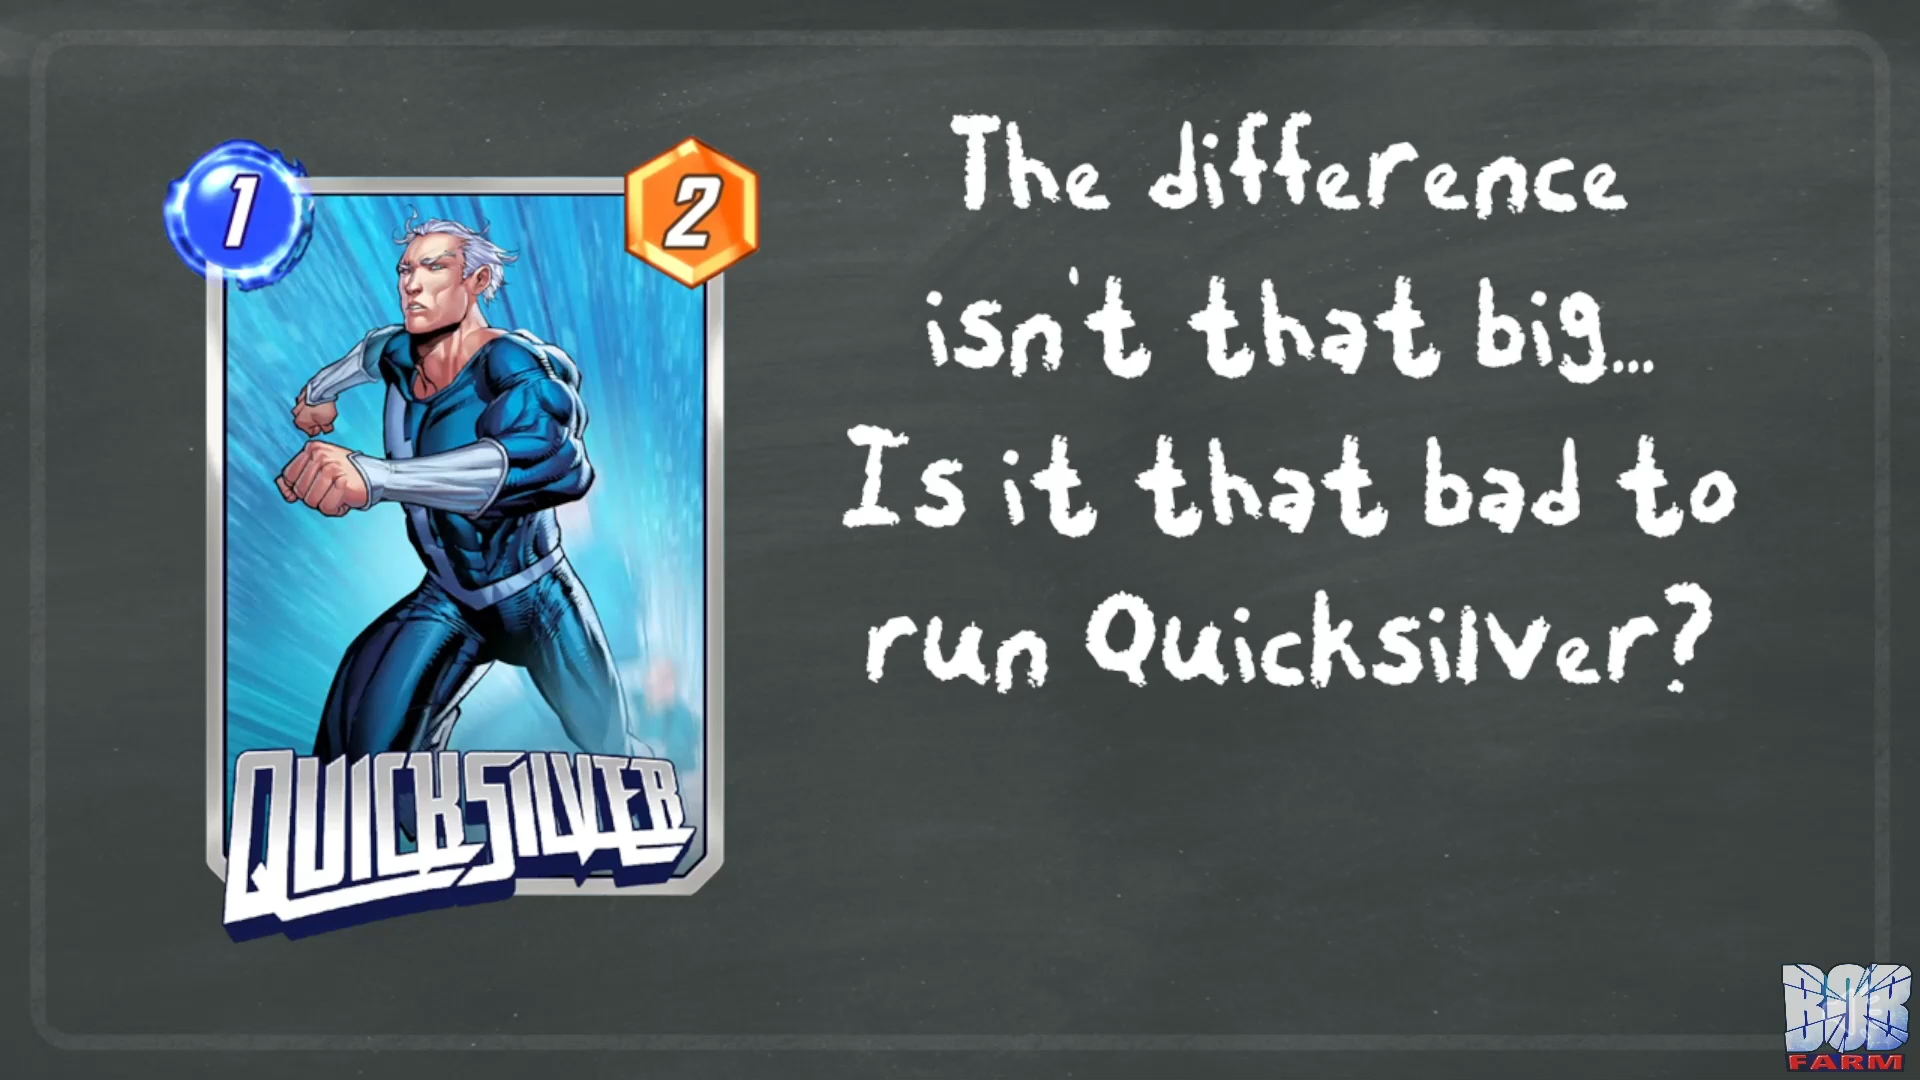 1
2
QUICKSILVER
The difference
isn't that big...
Is it that bad to
run Quicksilver?
BOB
FARM